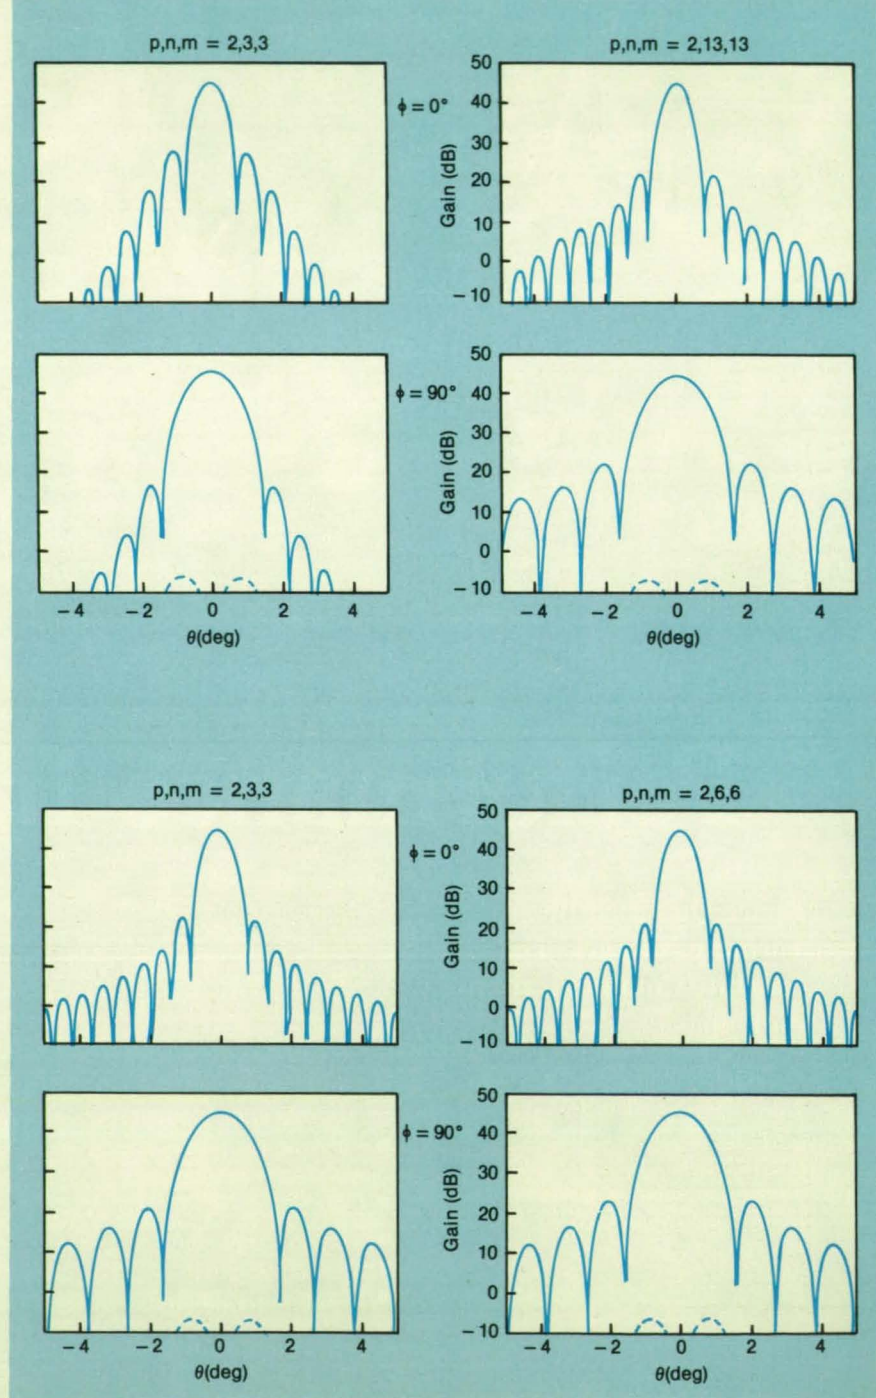 p,n,m = 2,3,3
p,n,m = 2,13,13
ϕ = 0°
50
40
30
20
10
0
– 10
Gain (dB)
ϕ = 90°
50
40
30
20
10
0
– 10
Gain (dB)
– 4 – 2 0 2 4
θ(deg)
– 4 – 2 0 2 4
θ(deg)
p,n,m = 2,3,3
p,n,m = 2,6,6
ϕ = 0°
50
40
30
20
10
0
– 10
Gain (dB)
ϕ = 90°
50
40
30
20
10
0
– 10
Gain (dB)
– 4 – 2 0 2 4
θ(deg)
– 4 – 2 0 2 4
θ(deg)